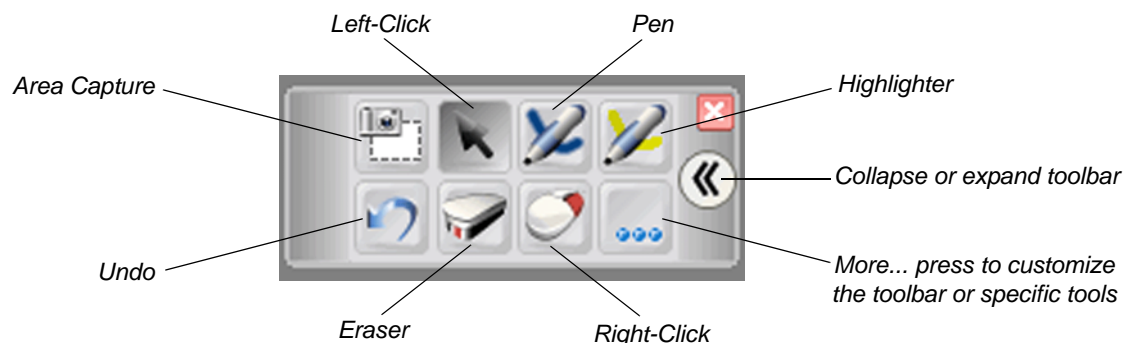 Left-Click
Pen
Area Capture
Highlighter
Collapse or expand toolbar
Undo
More... press to customize
the toolbar or specific tools
Eraser
Right-Click